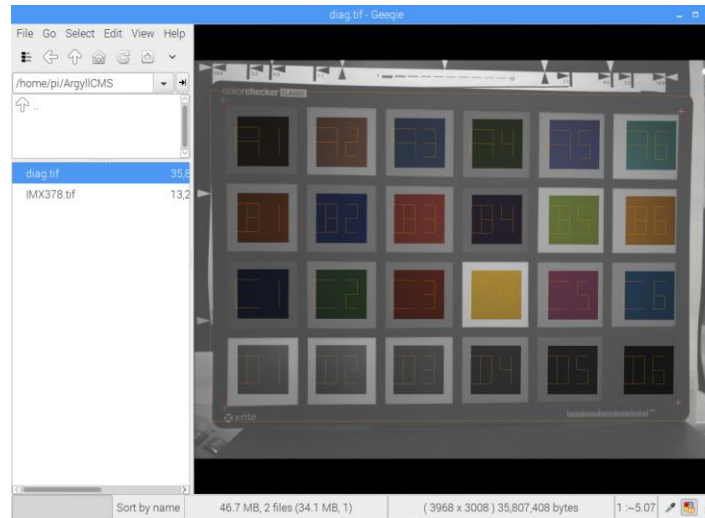 diag.tif - Geeqie
File Go Select Edit View Help
/home/pi/ArgyllCMS
..
diag.tif 35,8
IMX378.tif 13,2
colorchecker CLASSIC
A1 A2 A3 A4 A5 A6
B1 B2 B3 B4 B5 B6
C1 C2 C3 C4 C5 C6
D1 D2 D3 D4 D5 D6
x-rite
Sort by name 46.7 MB, 2 files (34.1 MB, 1) ( 3968 x 3008 ) 35,807,408 bytes 1 :~5.07